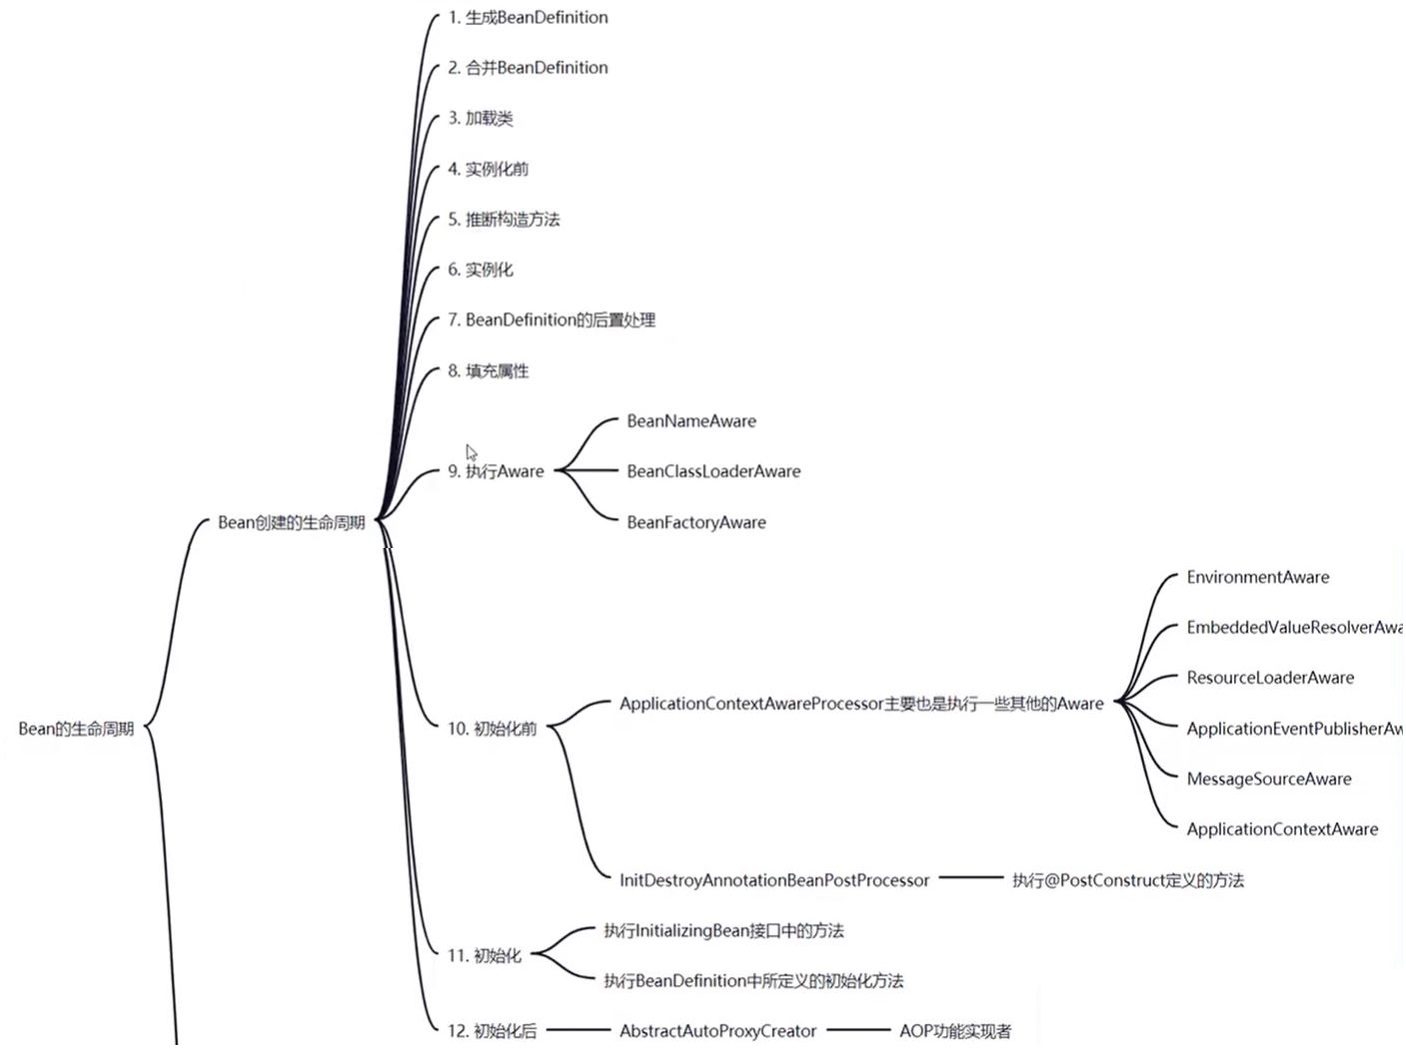 1. 生成BeanDefinition
2. 合并BeanDefinition
3. 加载类
4. 实例化前
5. 推断构造方法
6. 实例化
7. BeanDefinition的后置处理
8. 填充属性
BeanNameAware
9. 执行Aware
BeanClassLoaderAware
BeanFactoryAware
Bean创建的生命周期
EnvironmentAware
EmbeddedValueResolverAwa
ResourceLoaderAware
ApplicationContextAwareProcessor主要也是执行一些其他的Aware
Bean的生命周期
10. 初始化前
ApplicationEventPublisherAw
MessageSourceAware
ApplicationContextAware
InitDestroyAnnotationBeanPostProcessor
执行@PostConstruct定义的方法
执行InitializingBean接口中的方法
11. 初始化
执行BeanDefinition中所定义的初始化方法
12. 初始化后
AbstractAutoProxyCreator
AOP功能实现者